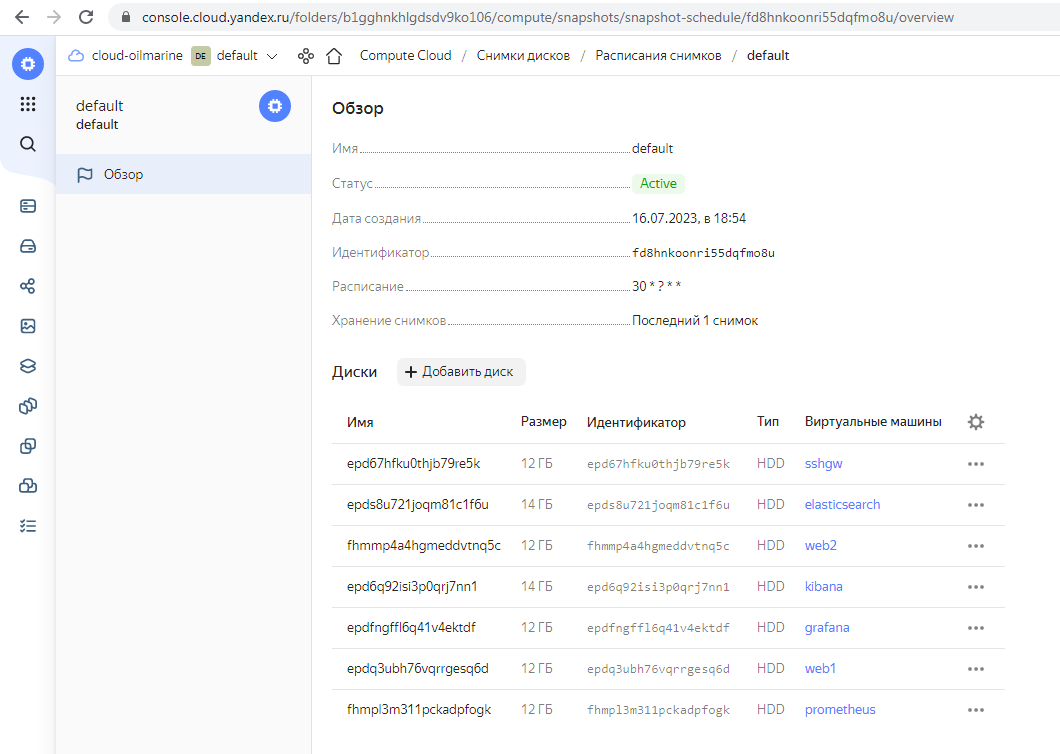 console.cloud.yandex.ru/folders/b1gghnkhlgdsdv9ko106/compute/snapshots/snapshot-schedule/fd8hnkoonri55dqfmo8u/overview
cloud-oilmarine DE default Compute Cloud / Снимки дисков / Расписания снимков / default
default
default
Обзор
Обзор
Имя default
Статус Active
Дата создания 16.07.2023, в 18:54
Идентификатор fd8hnkoonri55dqfmo8u
Расписание 30 * ? * *
Хранение снимков Последний 1 снимок
Диски + Добавить диск
Имя Размер Идентификатор Тип Виртуальные машины
epd67hfku0thjb79re5k 12 ГБ epd67hfku0thjb79re5k HDD sshgw
epds8u721joqm81c1f6u 14 ГБ epds8u721joqm81c1f6u HDD elasticsearch
fhmmp4a4hgmeddvtnq5c 12 ГБ fhmmp4a4hgmeddvtnq5c HDD web2
epd6q92isi3p0qrj7nn1 14 ГБ epd6q92isi3p0qrj7nn1 HDD kibana
epdfngffl6q41v4ektdf 12 ГБ epdfngffl6q41v4ektdf HDD grafana
epdq3ubh76vqrrgesq6d 12 ГБ epdq3ubh76vqrrgesq6d HDD web1
fhmpl3m311pckadpfogk 12 ГБ fhmpl3m311pckadpfogk HDD prometheus